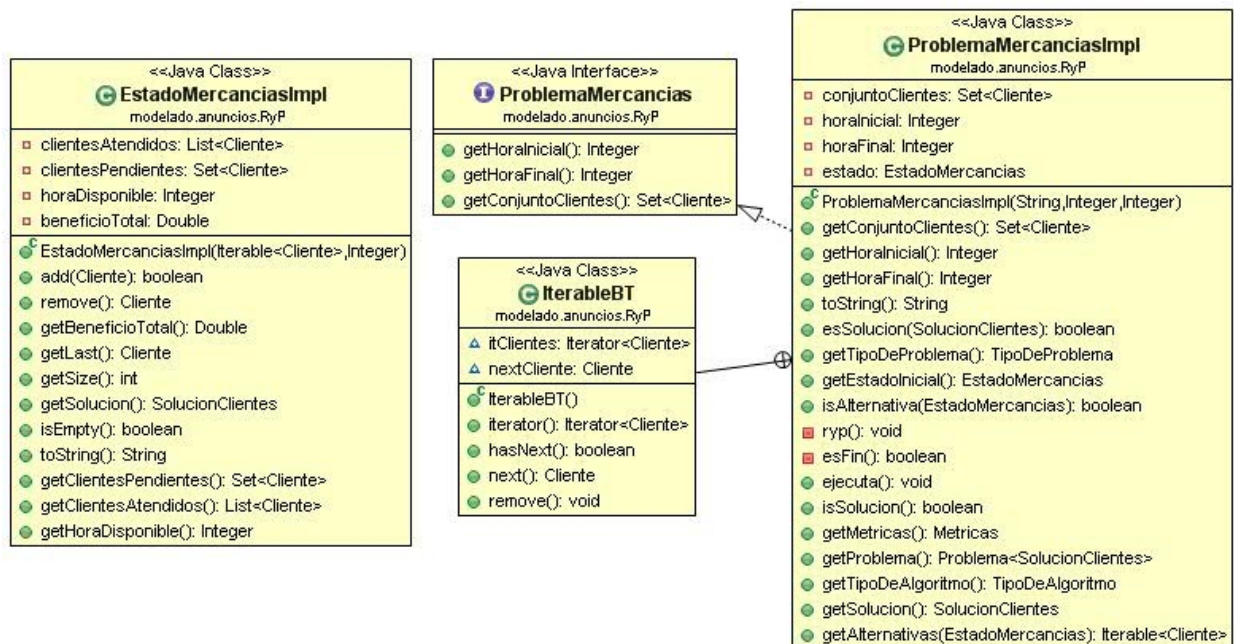 <<Java Class>>
EstadoMercanciasImpl
modelado.anuncios.RyP
clientesAtendidos: List<Cliente>
clientesPendientes: Set<Cliente>
horaDisponible: Integer
beneficioTotal: Double
EstadoMercanciasImpl(Iterable<Cliente>,Integer)
add(Cliente): boolean
remove(): Cliente
getBeneficioTotal(): Double
getLast(): Cliente
getSize(): int
getSolucion(): SolucionClientes
isEmpty(): boolean
toString(): String
getClientesPendientes(): Set<Cliente>
getClientesAtendidos(): List<Cliente>
getHoraDisponible(): Integer
<<Java Interface>>
ProblemaMercancias
modelado.anuncios.RyP
getHoraInicial(): Integer
getHoraFinal(): Integer
getConjuntoClientes(): Set<Cliente>
<<Java Class>>
IterableBT
modelado.anuncios.RyP
itClientes: Iterator<Cliente>
nextCliente: Cliente
IterableBT()
iterator(): Iterator<Cliente>
hasNext(): boolean
next(): Cliente
remove(): void
<<Java Class>>
ProblemaMercanciasImpl
modelado.anuncios.RyP
conjuntoClientes: Set<Cliente>
horaInicial: Integer
horaFinal: Integer
estado: EstadoMercancias
ProblemaMercanciasImpl(String,Integer,Integer)
getConjuntoClientes(): Set<Cliente>
getHoraInicial(): Integer
getHoraFinal(): Integer
toString(): String
esSolucion(SolucionClientes): boolean
getTipoDeProblema(): TipoDeProblema
getEstadoInicial(): EstadoMercancias
isAlternativa(EstadoMercancias): boolean
ryp(): void
esFin(): boolean
ejecuta(): void
isSolucion(): boolean
getMetricas(): Metricas
getProblema(): Problema<SolucionClientes>
getTipoDeAlgoritmo(): TipoDeAlgoritmo
getSolucion(): SolucionClientes
getAlternativas(EstadoMercancias): Iterable<Cliente>